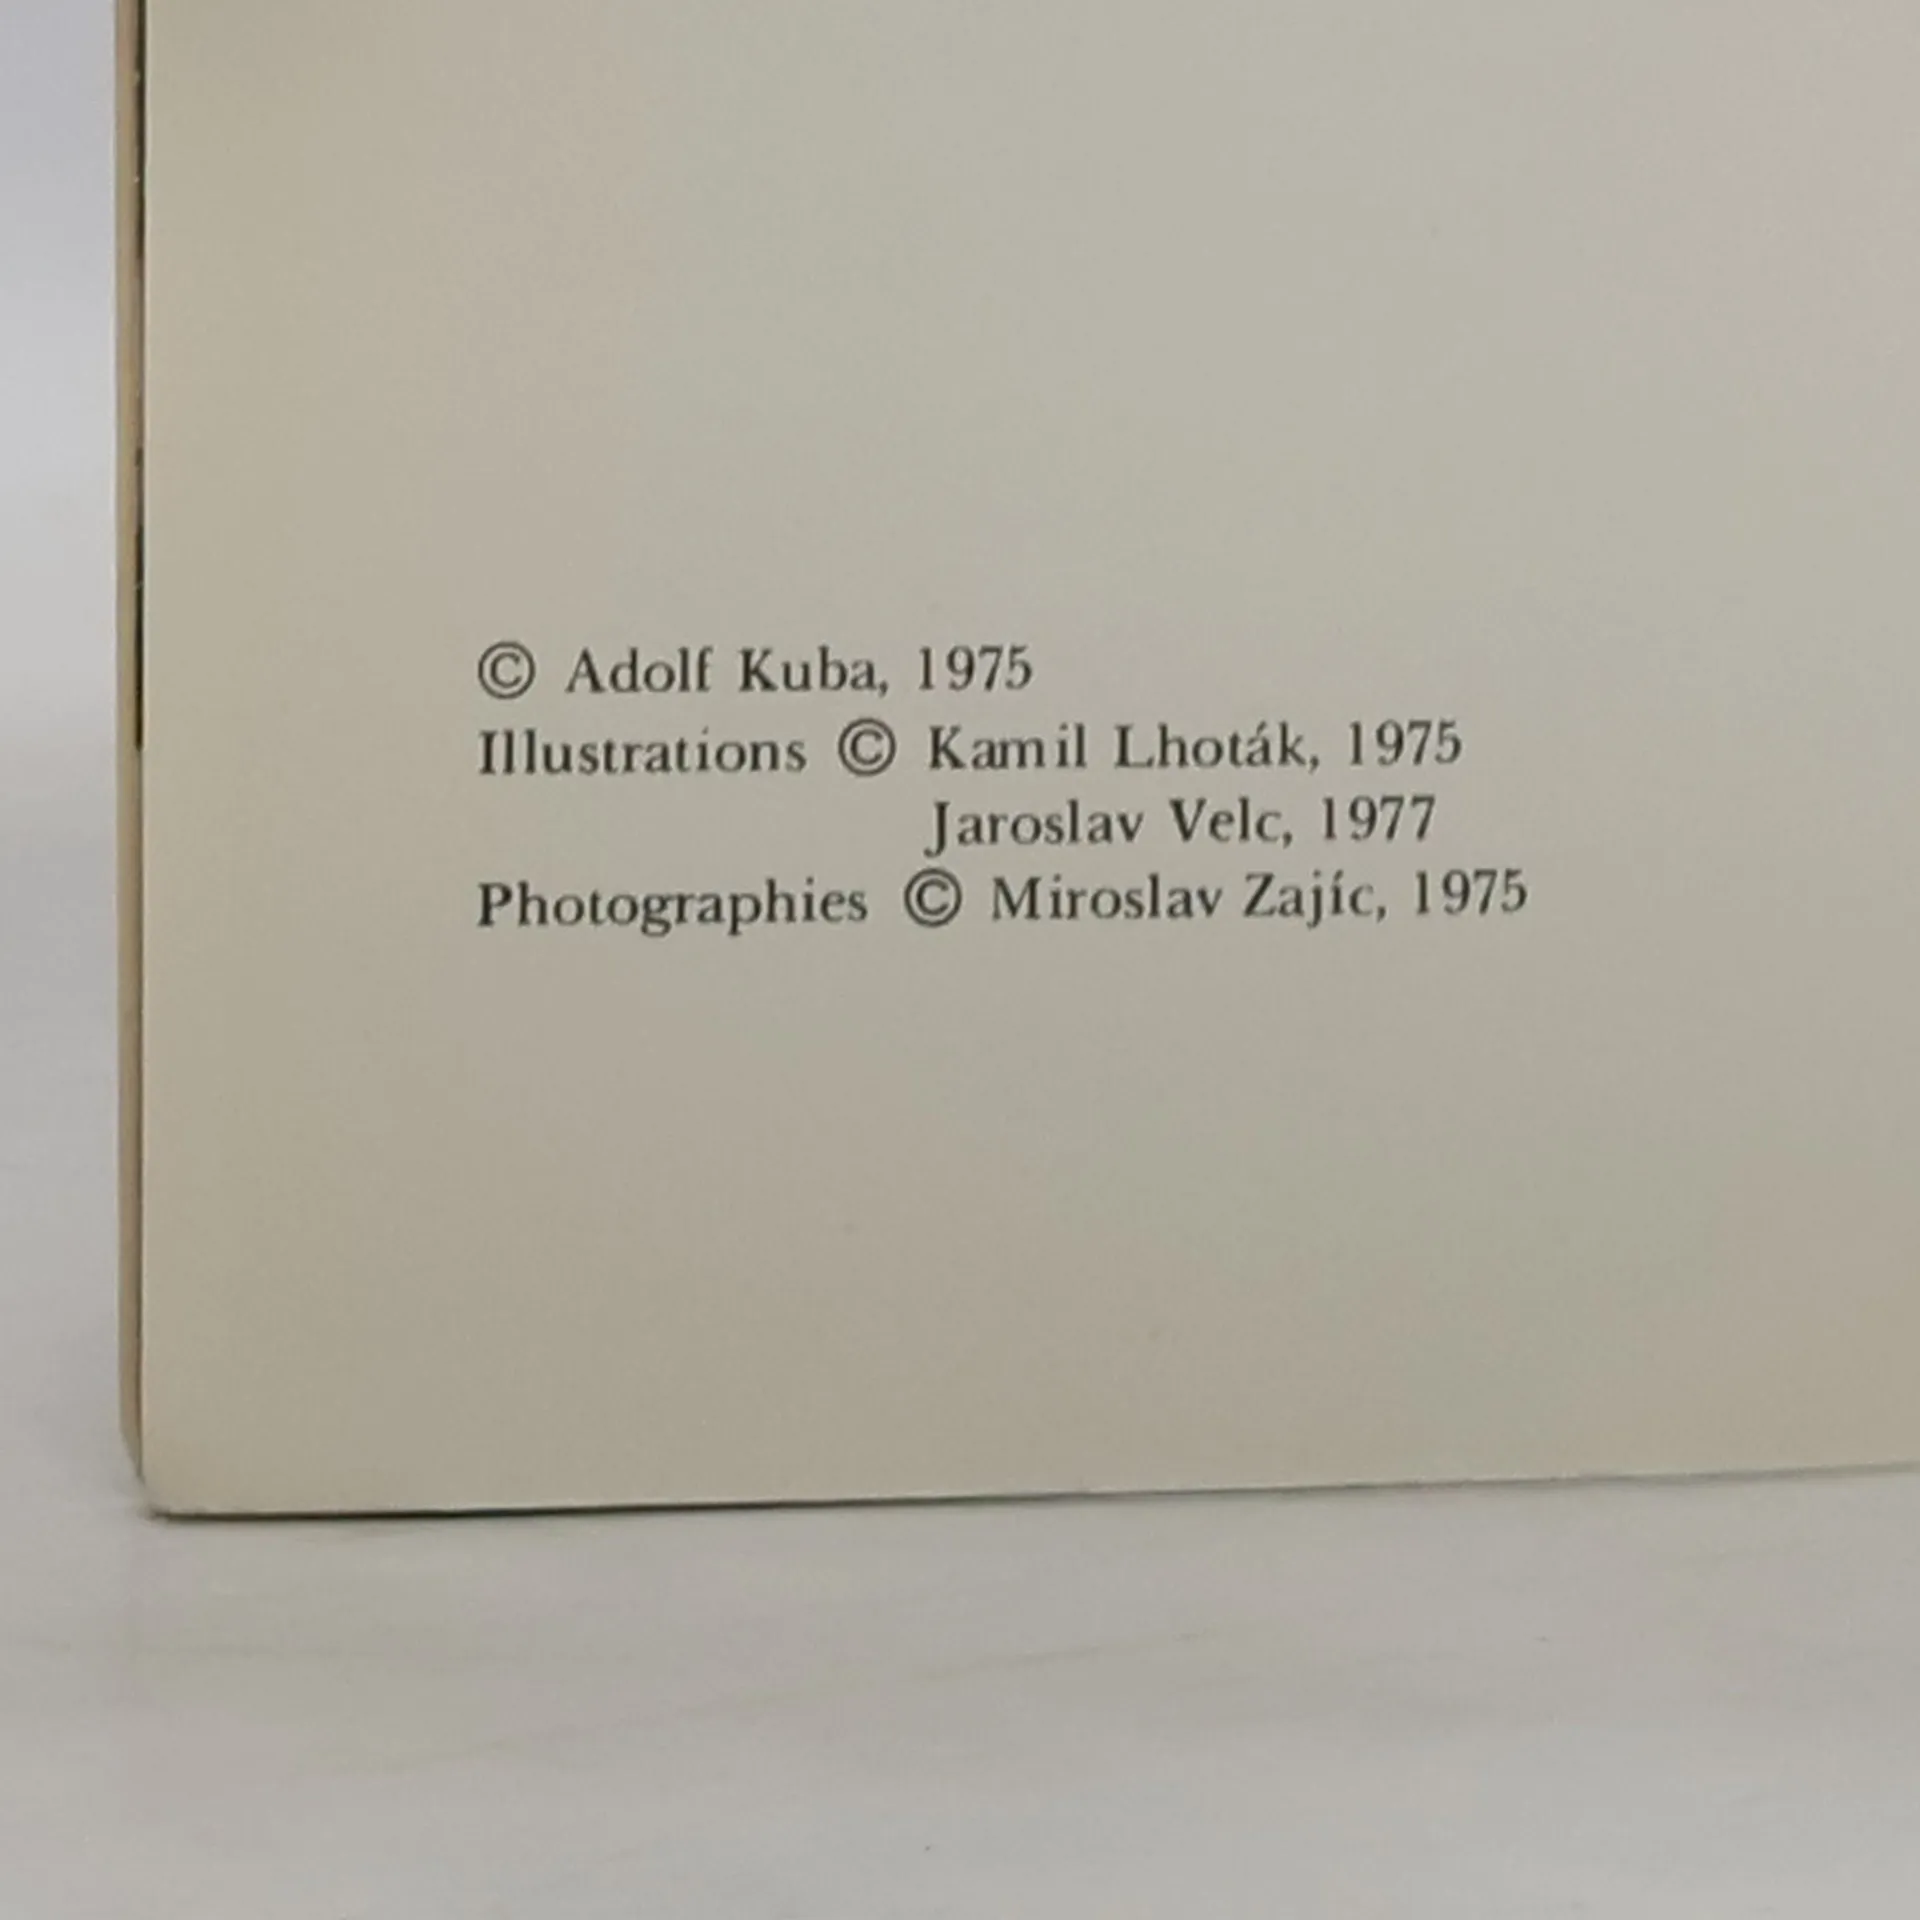 © Adolf Kuba, 1975
Illustrations © Kamil Lhoták, 1975
Jaroslav Velc, 1977
Photographies © Miroslav Zajíc, 1975